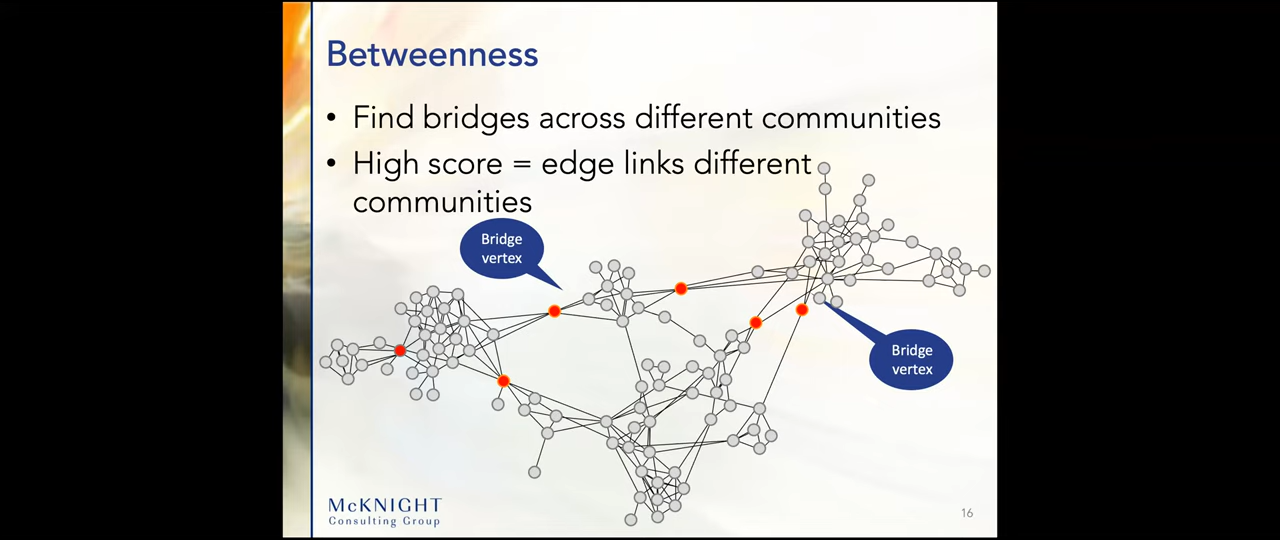 Betweenness
• Find bridges across different communities
• High score = edge links different
communities
Bridge
vertex
Bridge
vertex
McKNIGHT
Consulting Group
16